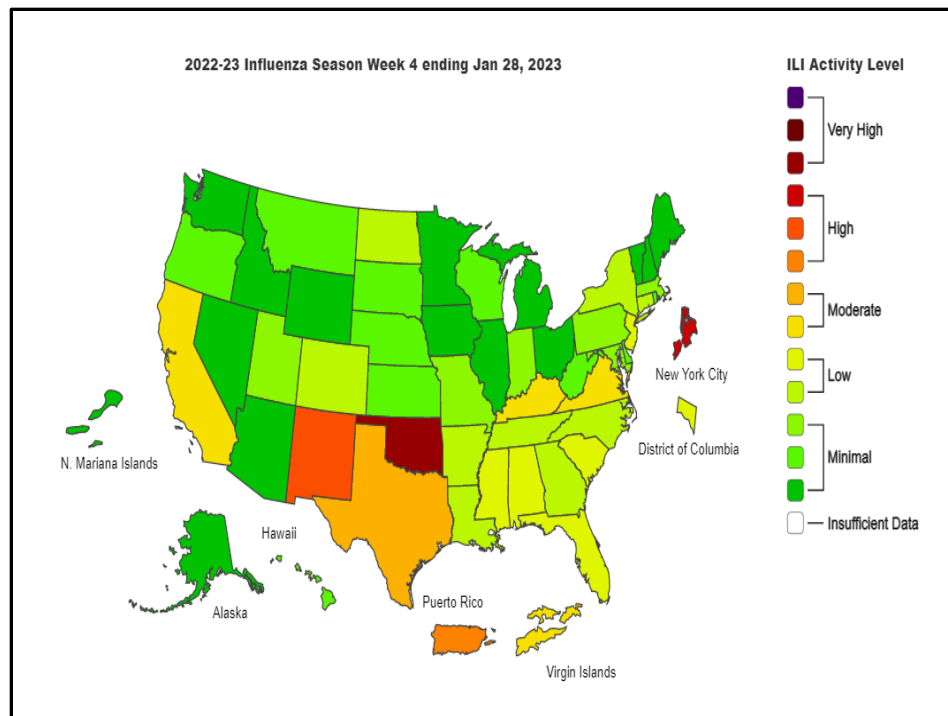 2022-23 Influenza Season Week 4 ending Jan 28, 2023
ILI Activity Level
Very High
High
Moderate
Low
Minimal
Insufficient Data
New York City
District of Columbia
N. Mariana Islands
Hawaii
Alaska
Puerto Rico
Virgin Islands